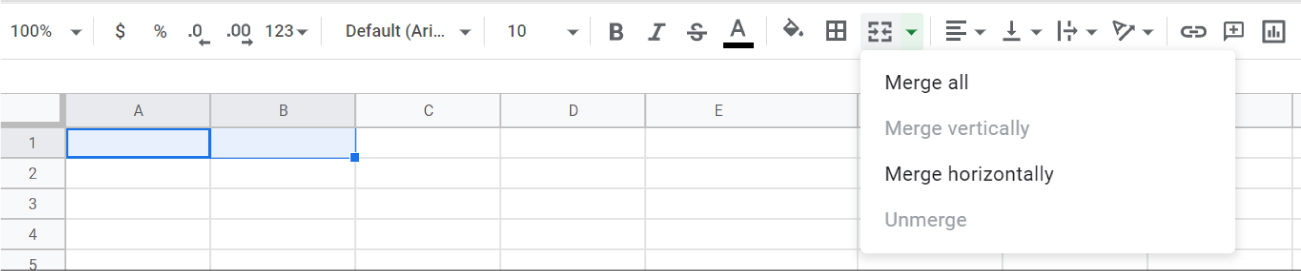 100% $ % .0 .00 123 Default (Ari... 10 B I S A
A B C D E
Merge all
1 Merge vertically
2
Merge horizontally
3
4 Unmerge
5